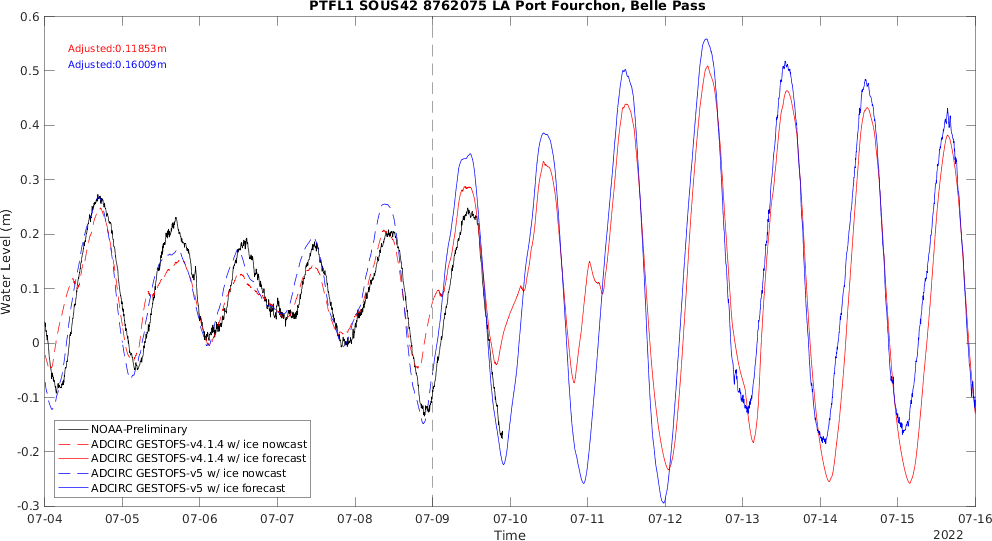 PTFL1 SOUS42 8762075 LA Port Fourchon, Belle Pass
0.6
Adjusted:0.11853m
Adjusted:0.16009m
0.5
0.4
0.3
0.2
0.1
0
-0.1
-0.2
-0.3
Water Level (m)
NOAA-Preliminary
ADCIRC GESTOFS-v4.1.4 w/ ice nowcast
ADCIRC GESTOFS-v4.1.4 w/ ice forecast
ADCIRC GESTOFS-v5 w/ ice nowcast
ADCIRC GESTOFS-v5 w/ ice forecast
07-04 07-05 07-06 07-07 07-08 07-09 07-10 07-11 07-12 07-13 07-14 07-15 07-16
Time
2022